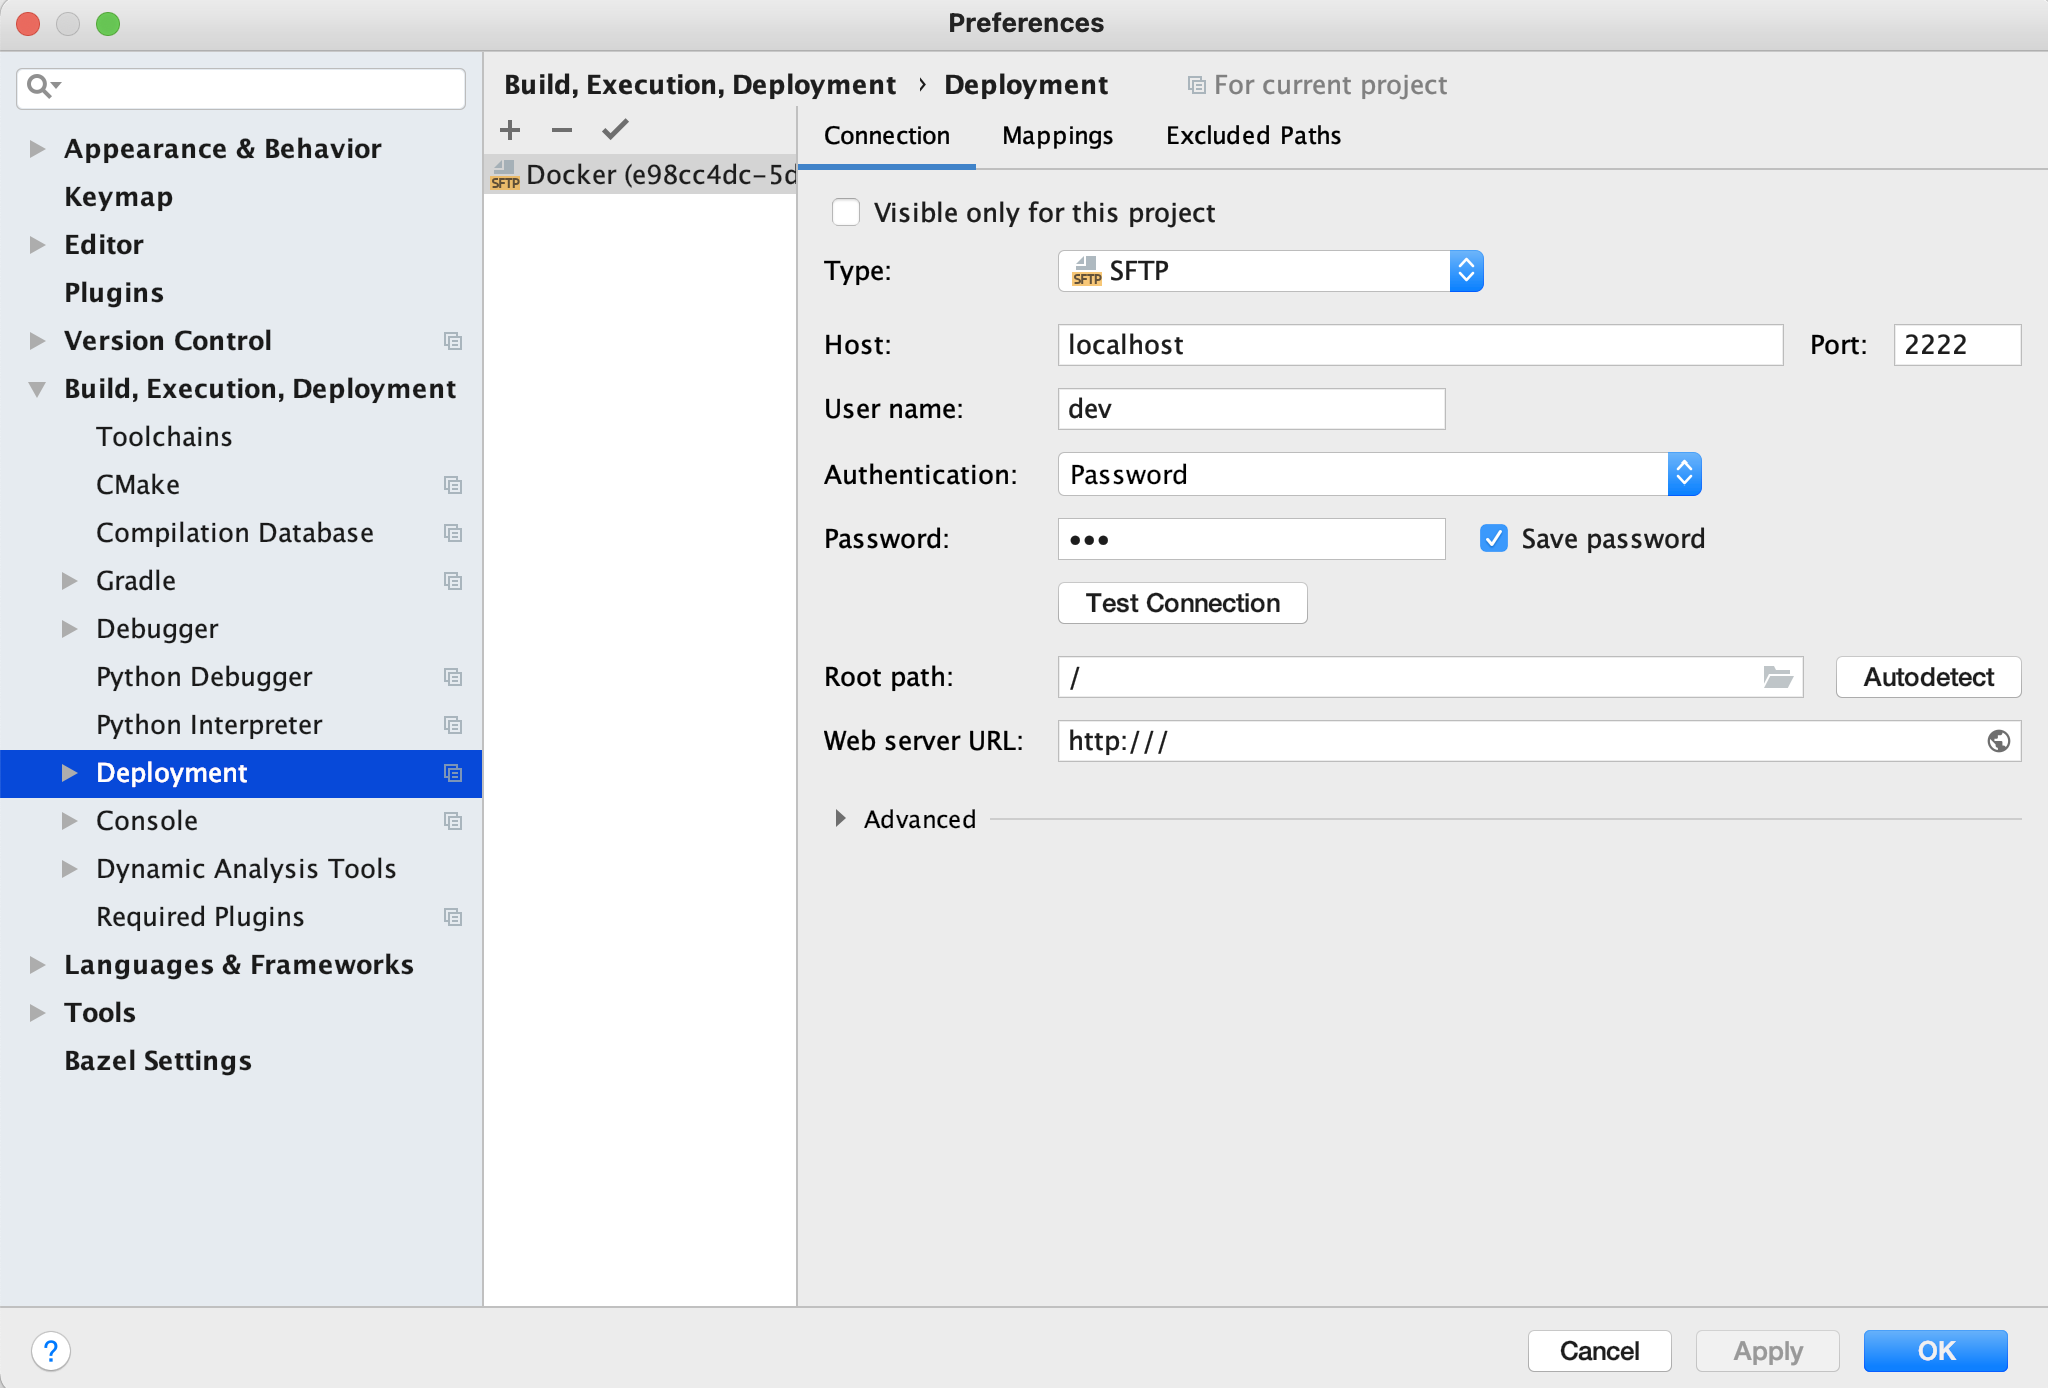 Preferences
Appearance & Behavior
Keymap
Editor
Plugins
Version Control
Build, Execution, Deployment
Toolchains
CMake
Compilation Database
Gradle
Debugger
Python Debugger
Python Interpreter
Deployment
Console
Dynamic Analysis Tools
Required Plugins
Languages & Frameworks
Tools
Bazel Settings
Build, Execution, Deployment › Deployment For current project
SFTP Docker (e98cc4dc-5d
Connection Mappings Excluded Paths
Visible only for this project
Type: SFTP SFTP
Host: localhost Port: 2222
User name: dev
Authentication: Password
Password: ••• Save password
Test Connection
Root path: / Autodetect
Web server URL: http:///
Advanced
? Cancel Apply OK